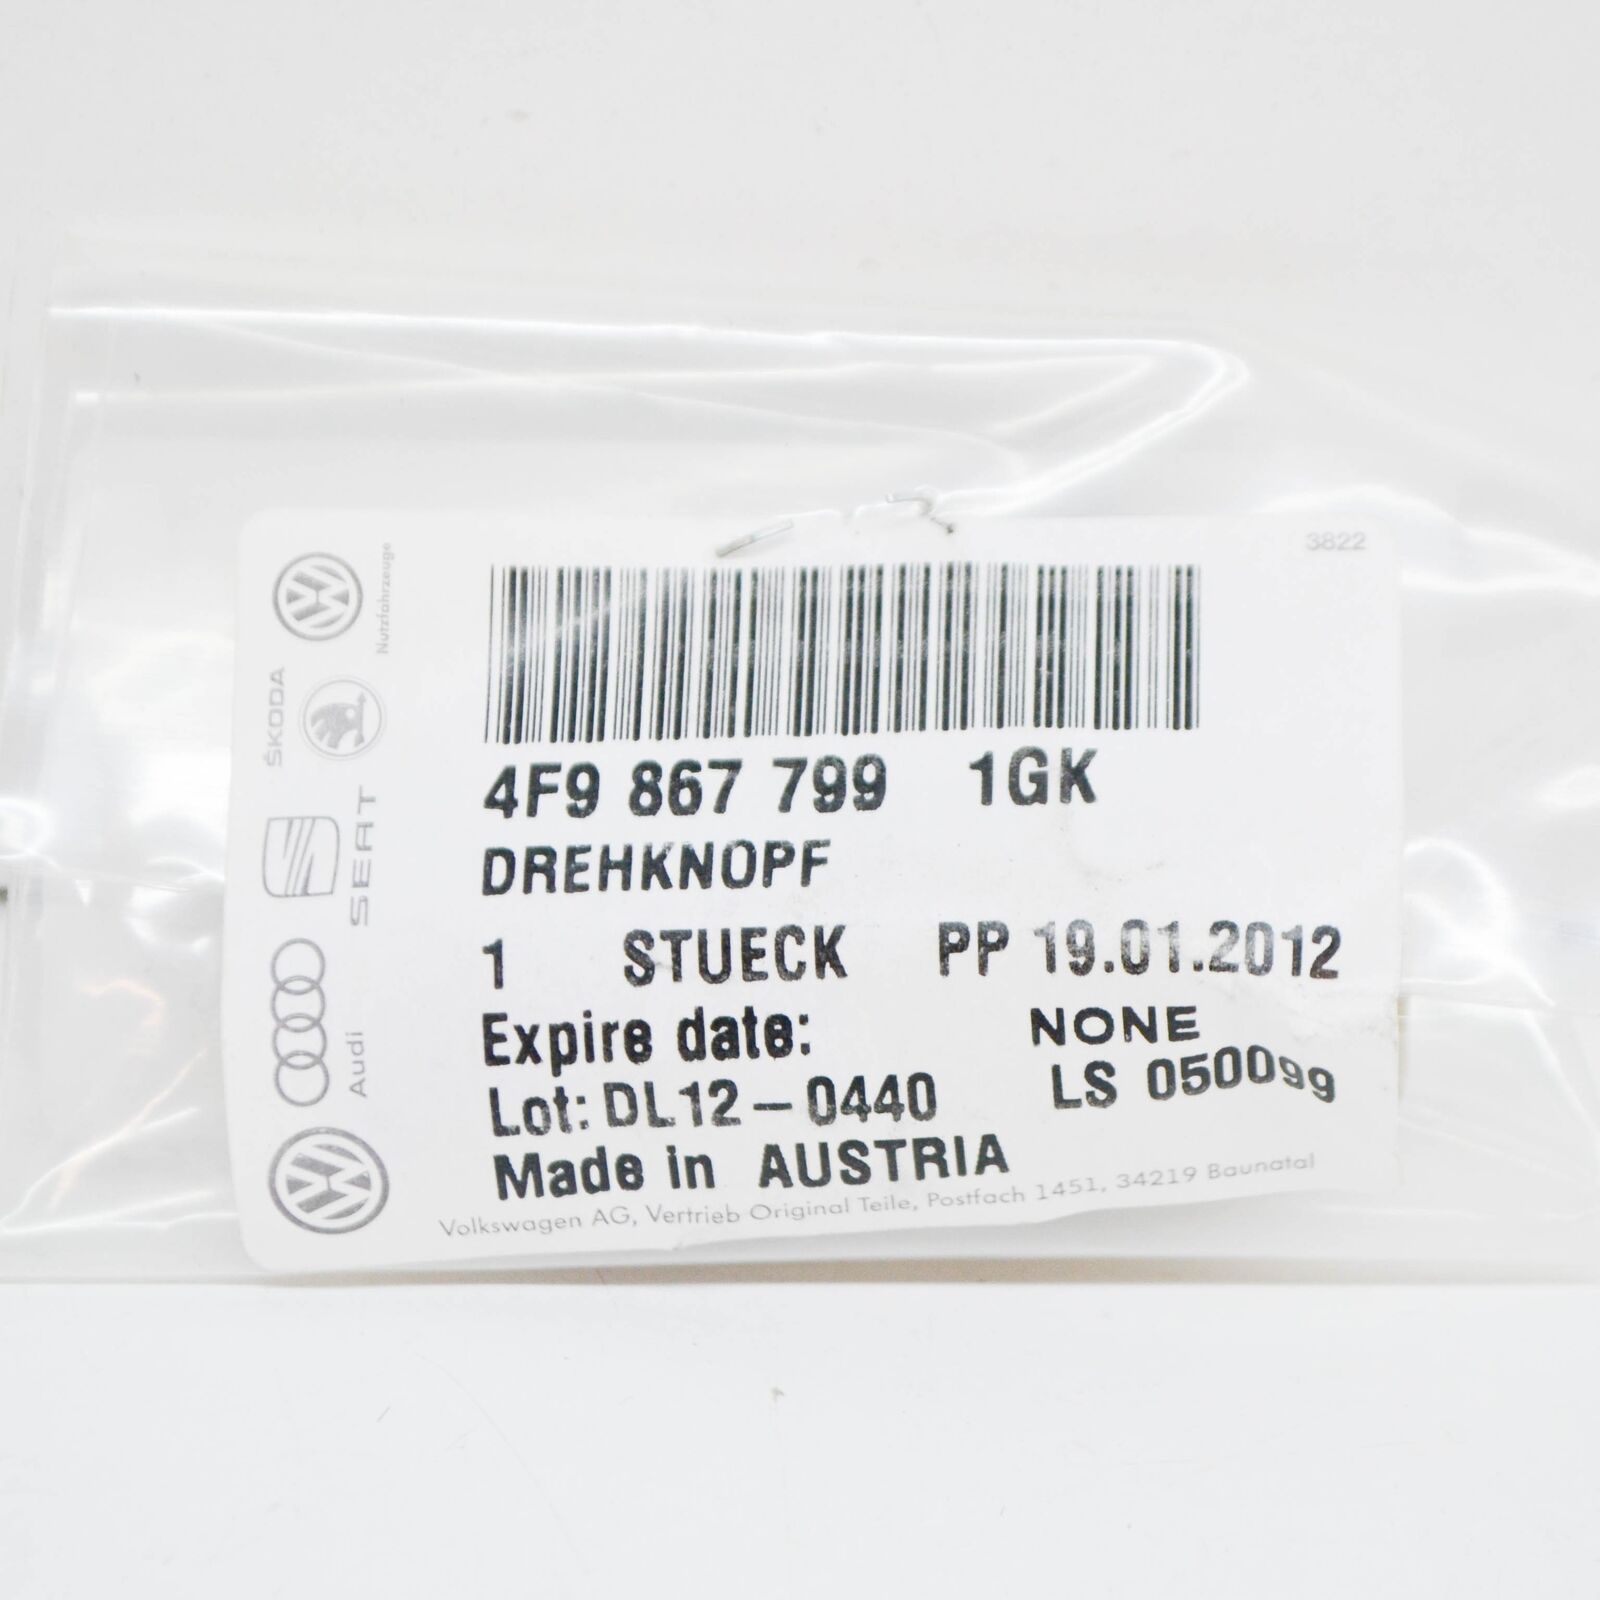 3822
Nutzfahrzeuge
ŠKODA
SEAT
Audi
4F9 867 799 1GK
DREHKNOPF
1 STUECK PP 19.01.2012
Expire date: NONE
Lot: DL12-0440 LS 050099
Made in AUSTRIA
Volkswagen AG, Vertrieb Original Teile, Postfach 1451, 34219 Baunatal